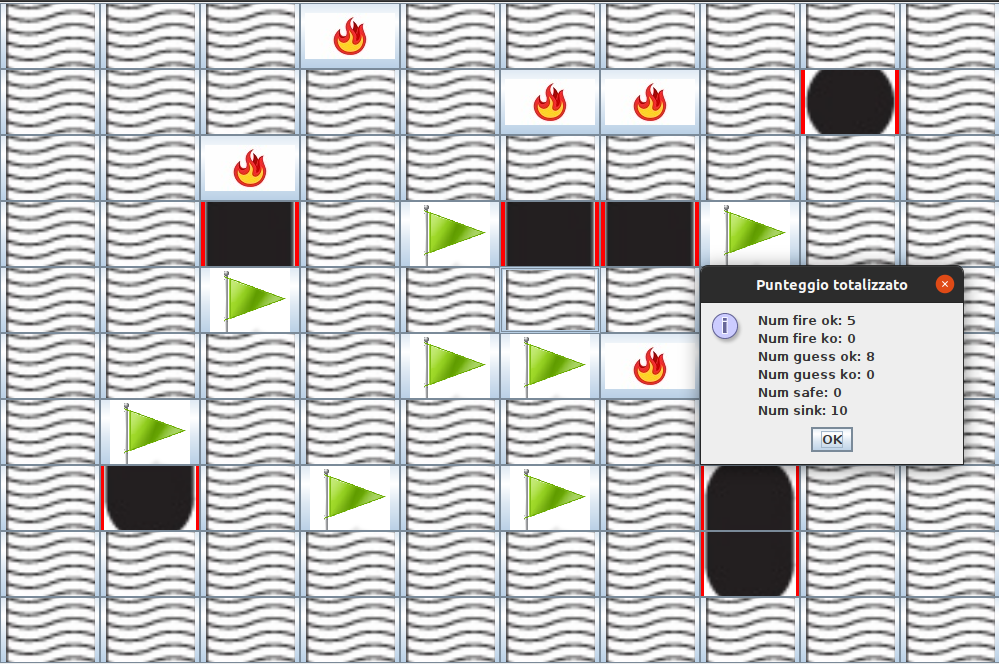 Punteggio totalizzato
Num fire ok: 5
Num fire ko: 0
Num guess ok: 8
Num guess ko: 0
Num safe: 0
Num sink: 10
OK